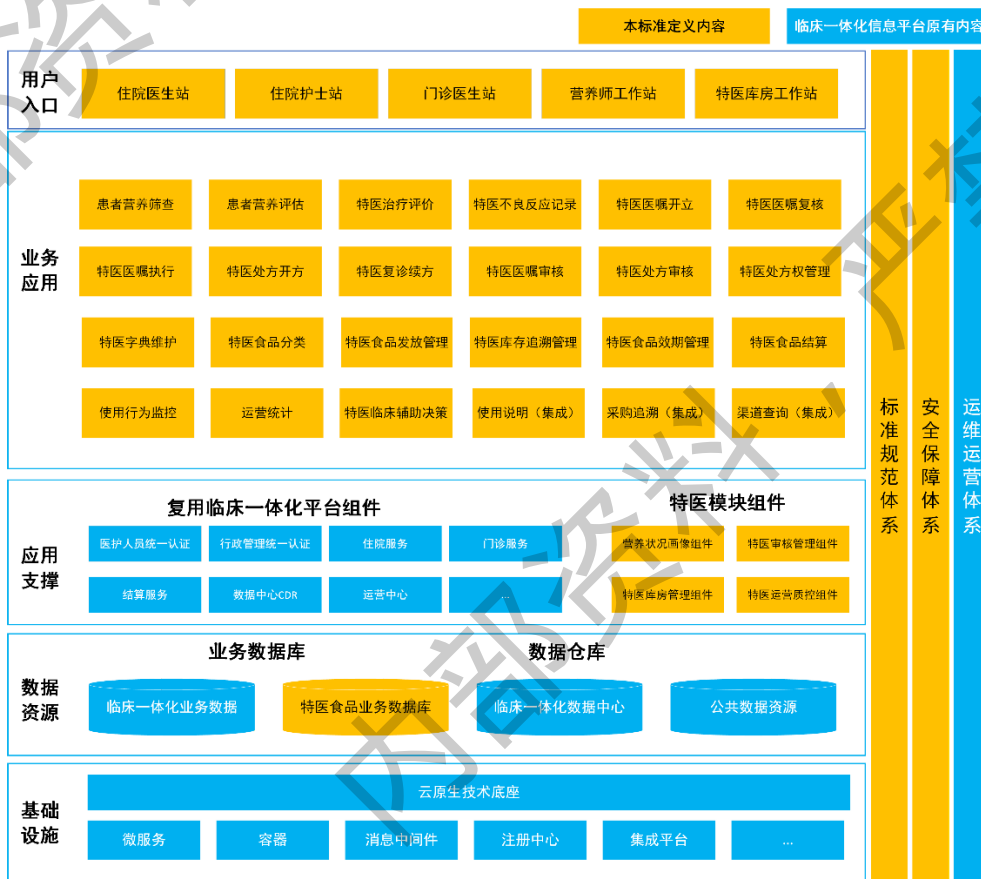 本标准定义内容
临床一体化信息平台原有内容
用户
入口
住院医生站
住院护士站
门诊医生站
营养师工作站
特医库房工作站
业务
应用
患者营养筛查
患者营养评估
特医治疗评价
特医不良反应记录
特医医嘱开立
特医医嘱复核
特医医嘱执行
特医处方开方
特医复诊续方
特医医嘱审核
特医处方审核
特医处方权管理
特医字典维护
特医食品分类
特医食品发放管理
特医库存追溯管理
特医食品效期管理
特医食品结算
使用行为监控
运营统计
特医临床辅助决策
使用说明（集成）
采购追溯（集成）
渠道查询（集成）
应用
支撑
复用临床一体化平台组件
特医模块组件
医护人员统一认证
行政管理统一认证
住院服务
门诊服务
营养状况画像组件
特医审核管理组件
结算服务
数据中心CDR
运营中心
...
特医库房管理组件
特医运营质控组件
数据
资源
业务数据库
数据仓库
临床一体化业务数据
特医食品业务数据库
临床一体化数据中心
公共数据资源
基础
设施
云原生技术底座
微服务
容器
消息中间件
注册中心
集成平台
...
标准规范体系
安全保障体系
运维运营体系
内部资料，严禁
部资料